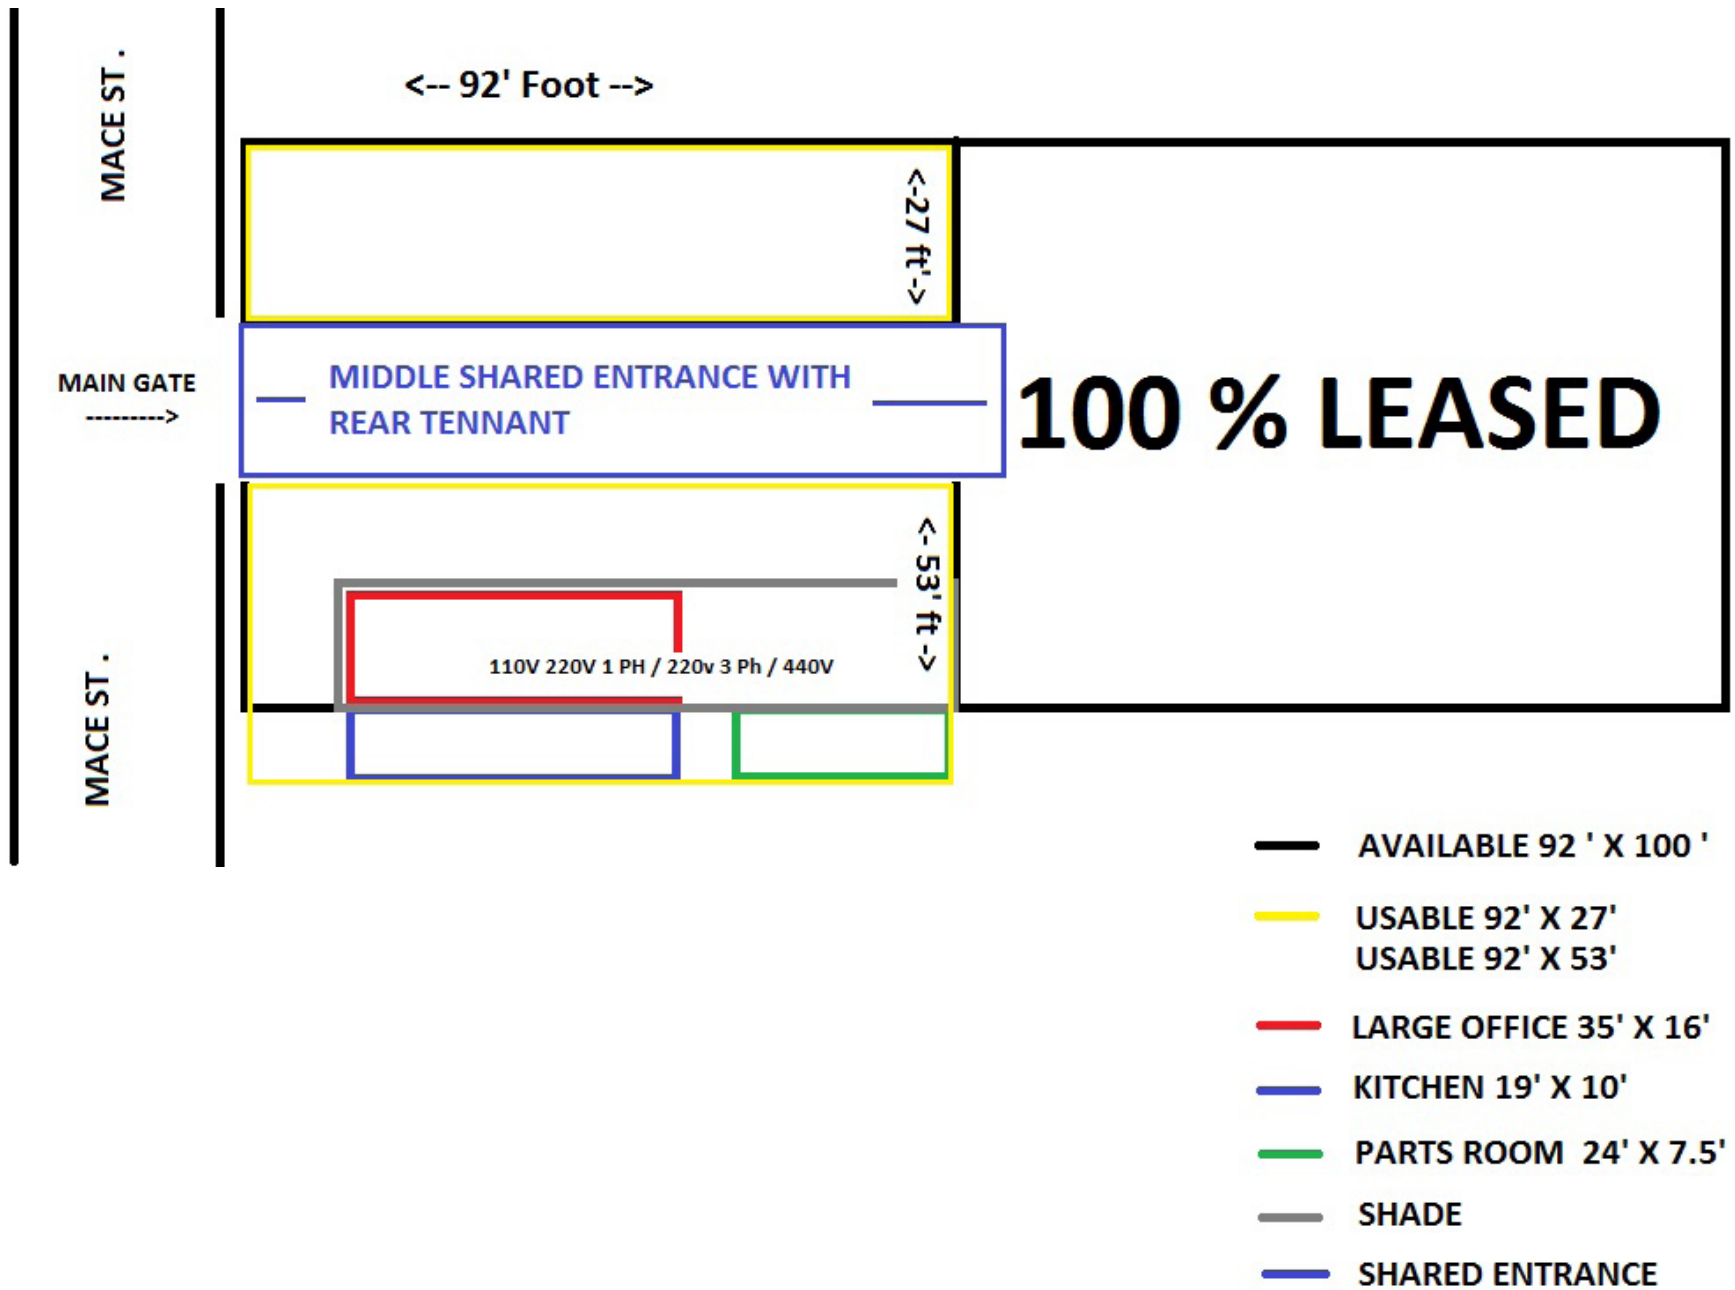 MACE ST .
<-- 92' Foot -->
<-27 ft'->
MAIN GATE
--------->
MIDDLE SHARED ENTRANCE WITH
REAR TENNANT
100 % LEASED
<- 53' ft ->
110V 220V 1 PH / 220v 3 Ph / 440V
MACE ST .
AVAILABLE 92 ' X 100 '
USABLE 92' X 27'
USABLE 92' X 53'
LARGE OFFICE 35' X 16'
KITCHEN 19' X 10'
PARTS ROOM  24' X 7.5'
SHADE
SHARED ENTRANCE